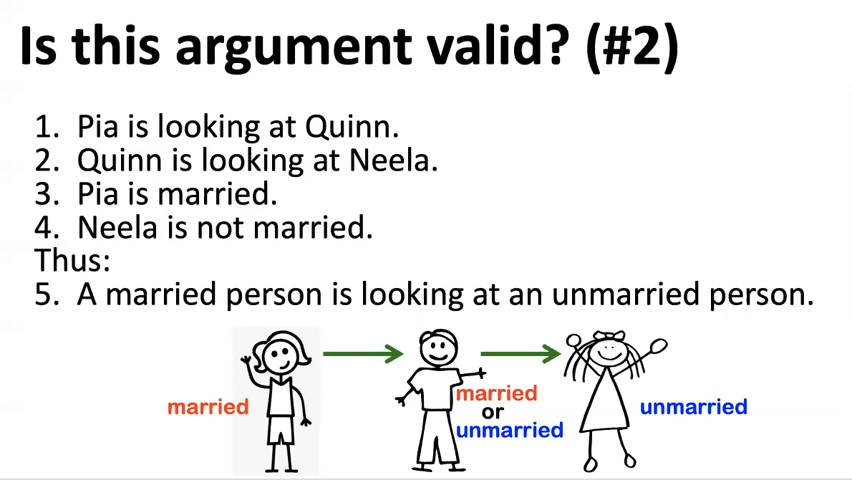 Is this argument valid? (#2)
1. Pia is looking at Quinn.
2. Quinn is looking at Neela.
3. Pia is married.
4. Neela is not married.
Thus:
5. A married person is looking at an unmarried person.
married
married
or
unmarried
unmarried